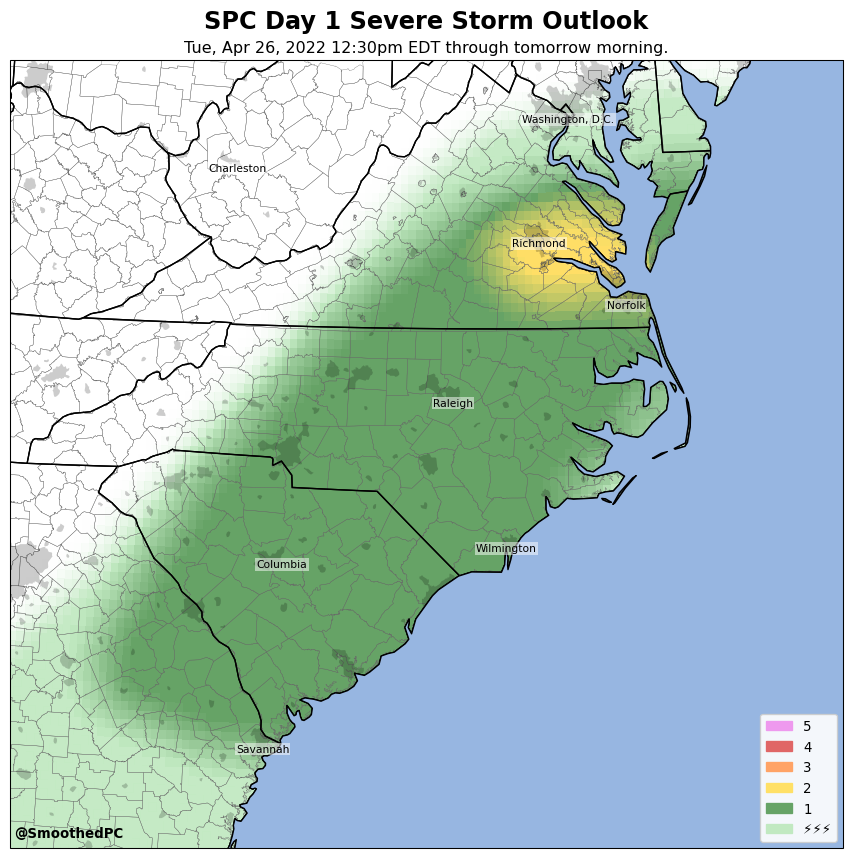 SPC Day 1 Severe Storm Outlook
Tue, Apr 26, 2022 12:30pm EDT through tomorrow morning.
Washington, D.C.
Charleston
Richmond
Norfolk
Raleigh
Wilmington
Columbia
Savannah
5
4
3
2
1
⚡⚡⚡
@SmoothedPC